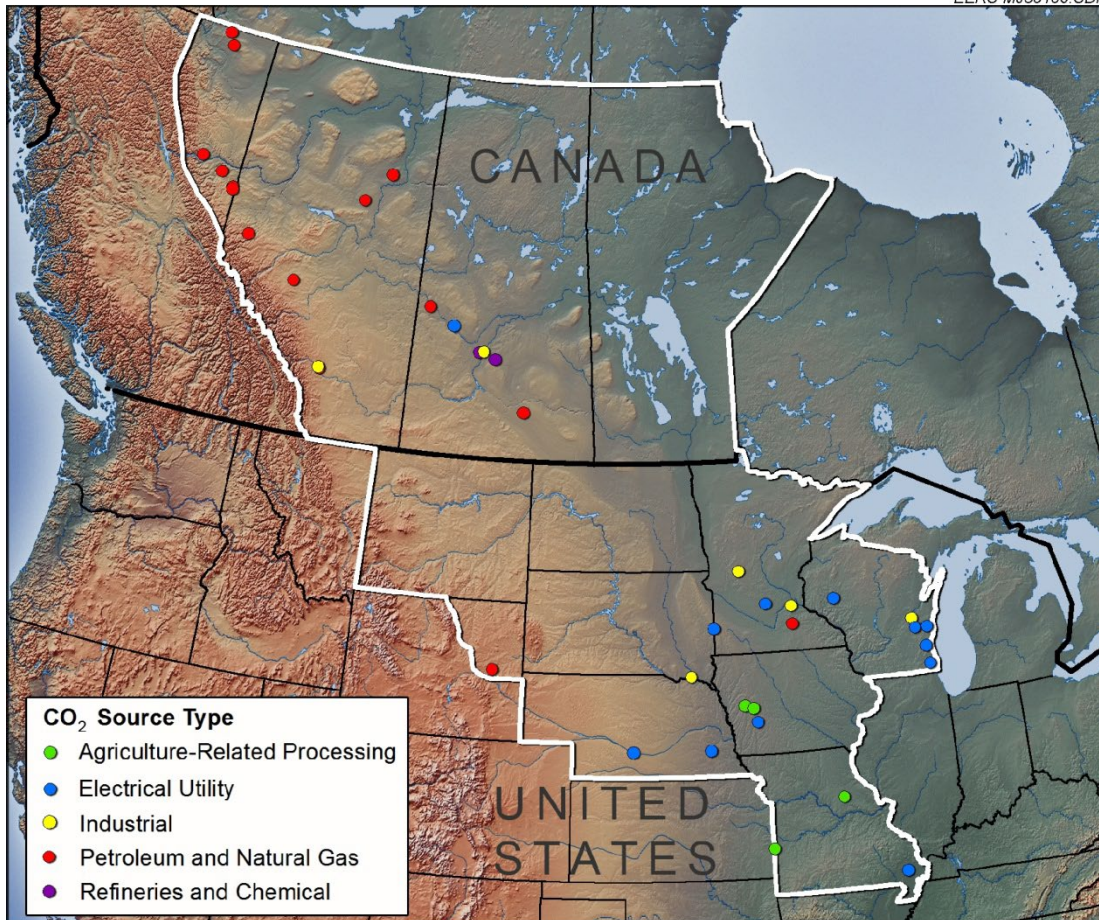 CANADA
UNITED
STATES
CO₂ Source Type
Agriculture-Related Processing
Electrical Utility
Industrial
Petroleum and Natural Gas
Refineries and Chemical